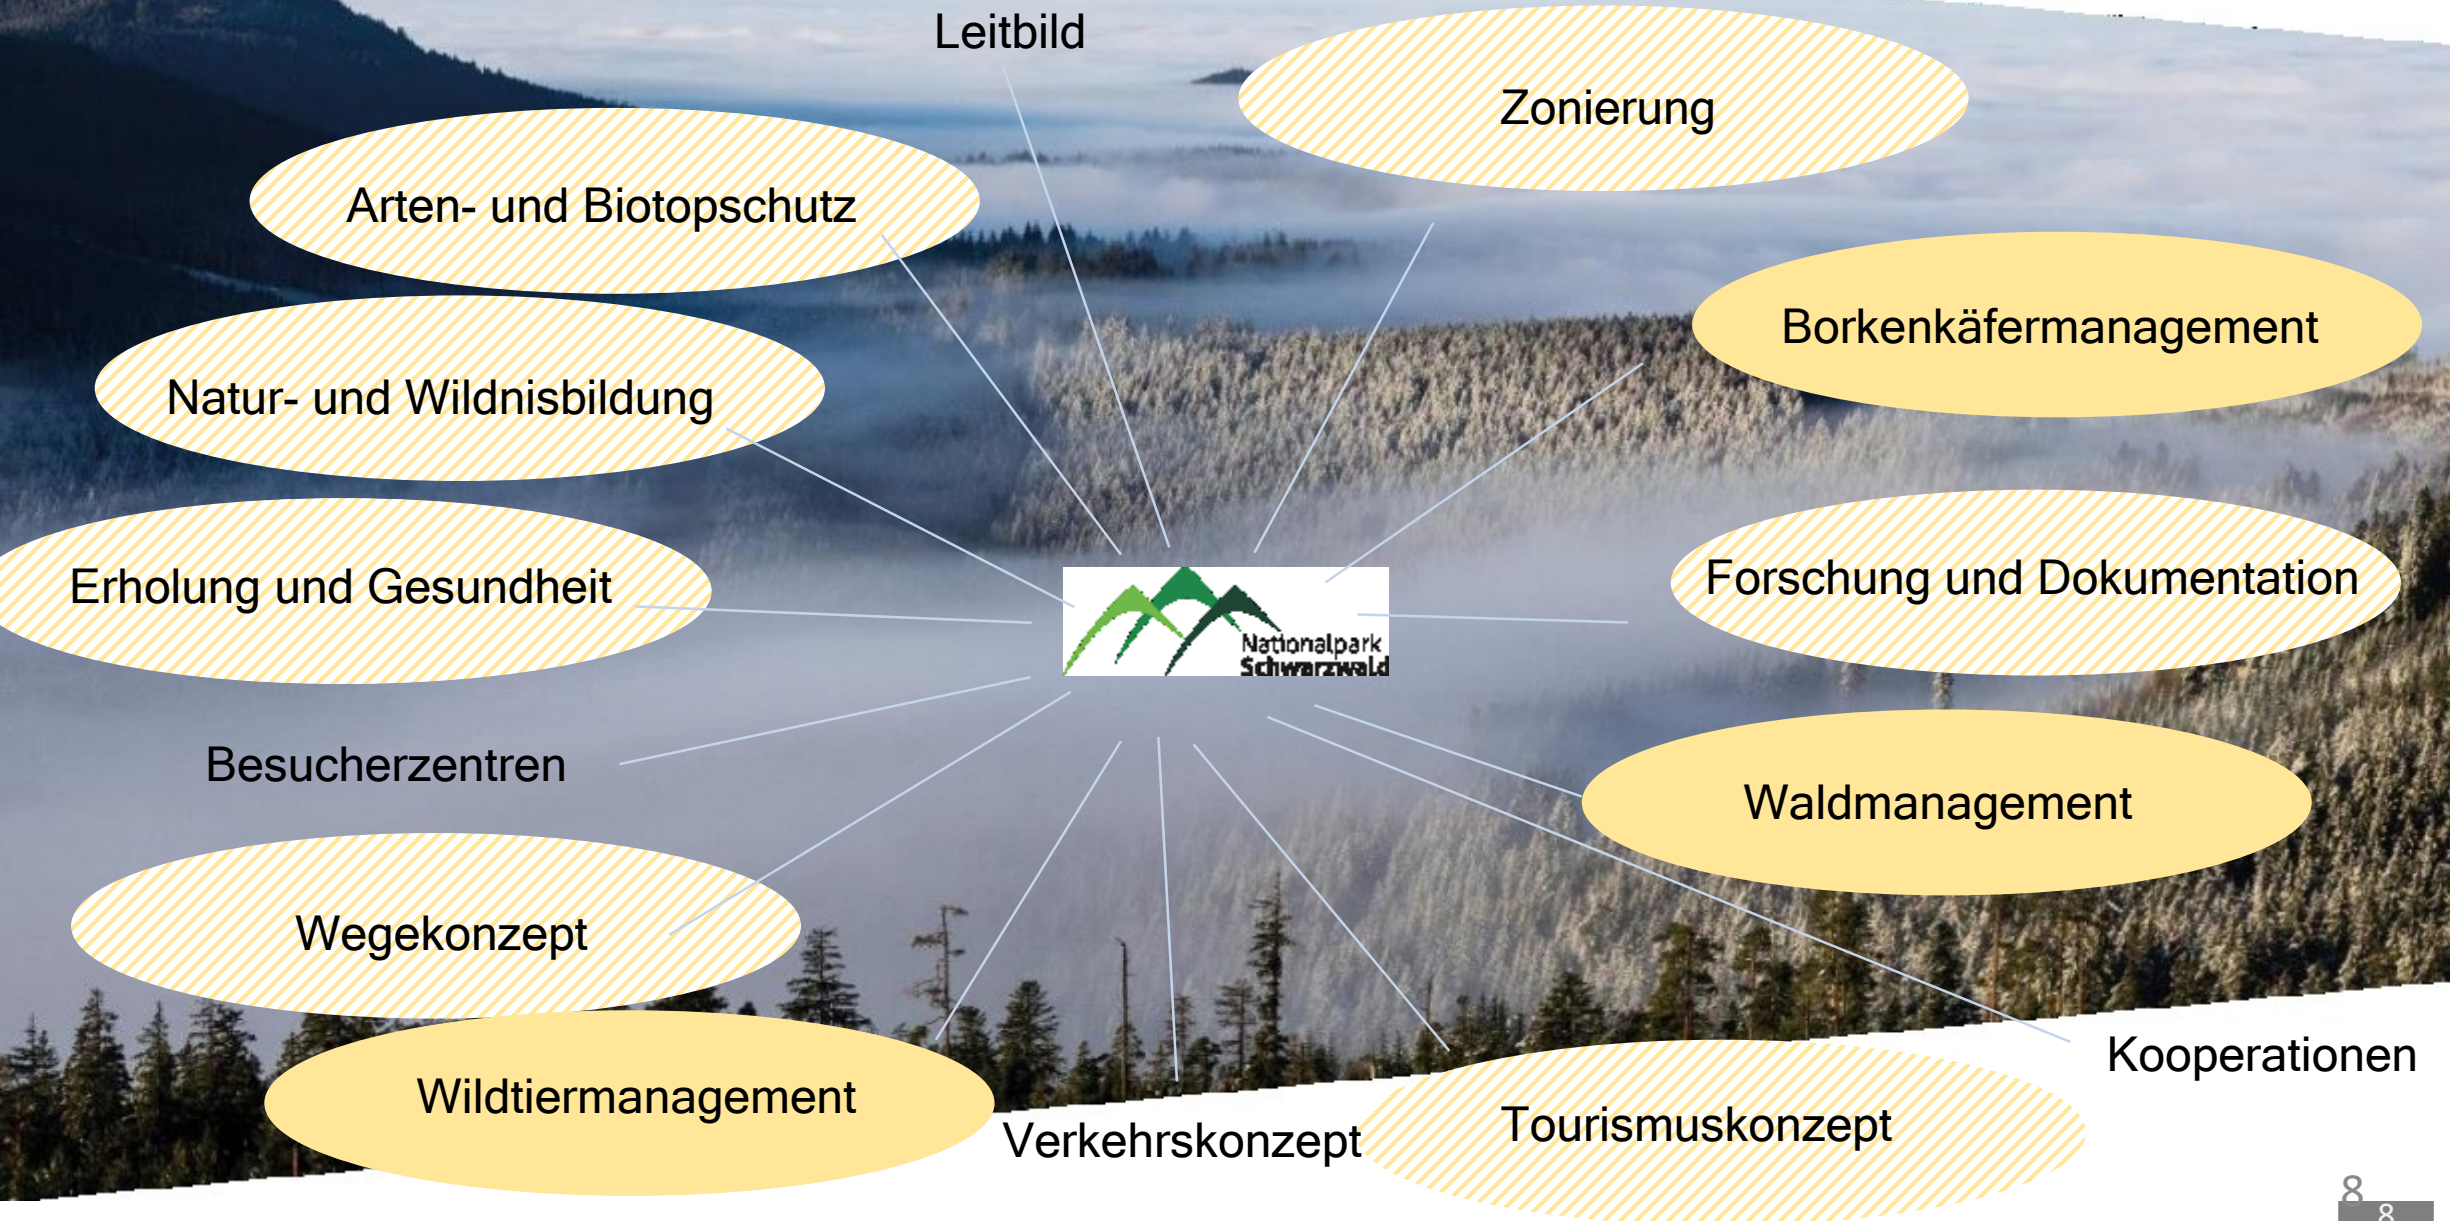 Leitbild
Zonierung
Arten- und Biotopschutz
Borkenkäfermanagement
Natur- und Wildnisbildung
Erholung und Gesundheit
Forschung und Dokumentation
Nationalpark
Schwarzwald
Besucherzentren
Waldmanagement
Wegekonzept
Kooperationen
Wildtiermanagement
Verkehrskonzept
Tourismuskonzept
8
8